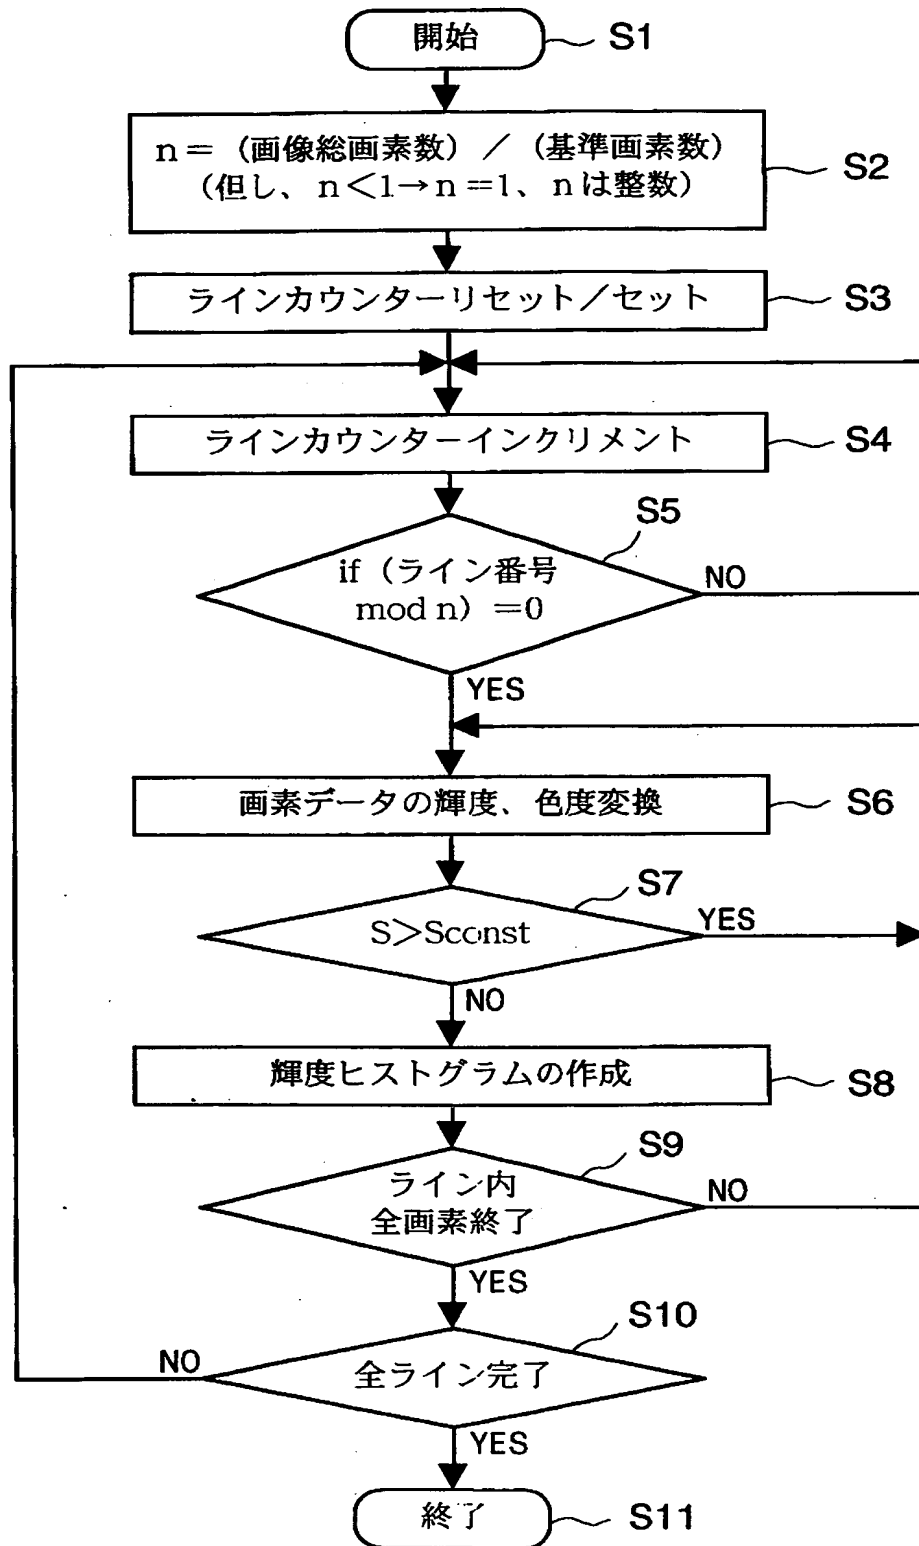 開始
S1
n=(画像総画素数)/(基準画素数)
(但し、n<1→n=1、nは整数)
S2
ラインカウンターリセット/セット
S3
ラインカウンターインクリメント
S4
S5
if(ライン番号
mod n)=0
NO
YES
画素データの輝度、色度変換
S6
S7
S>Sconst
YES
NO
輝度ヒストグラムの作成
S8
S9
ライン内
全画素終了
NO
YES
S10
NO
全ライン完了
YES
終了
S11